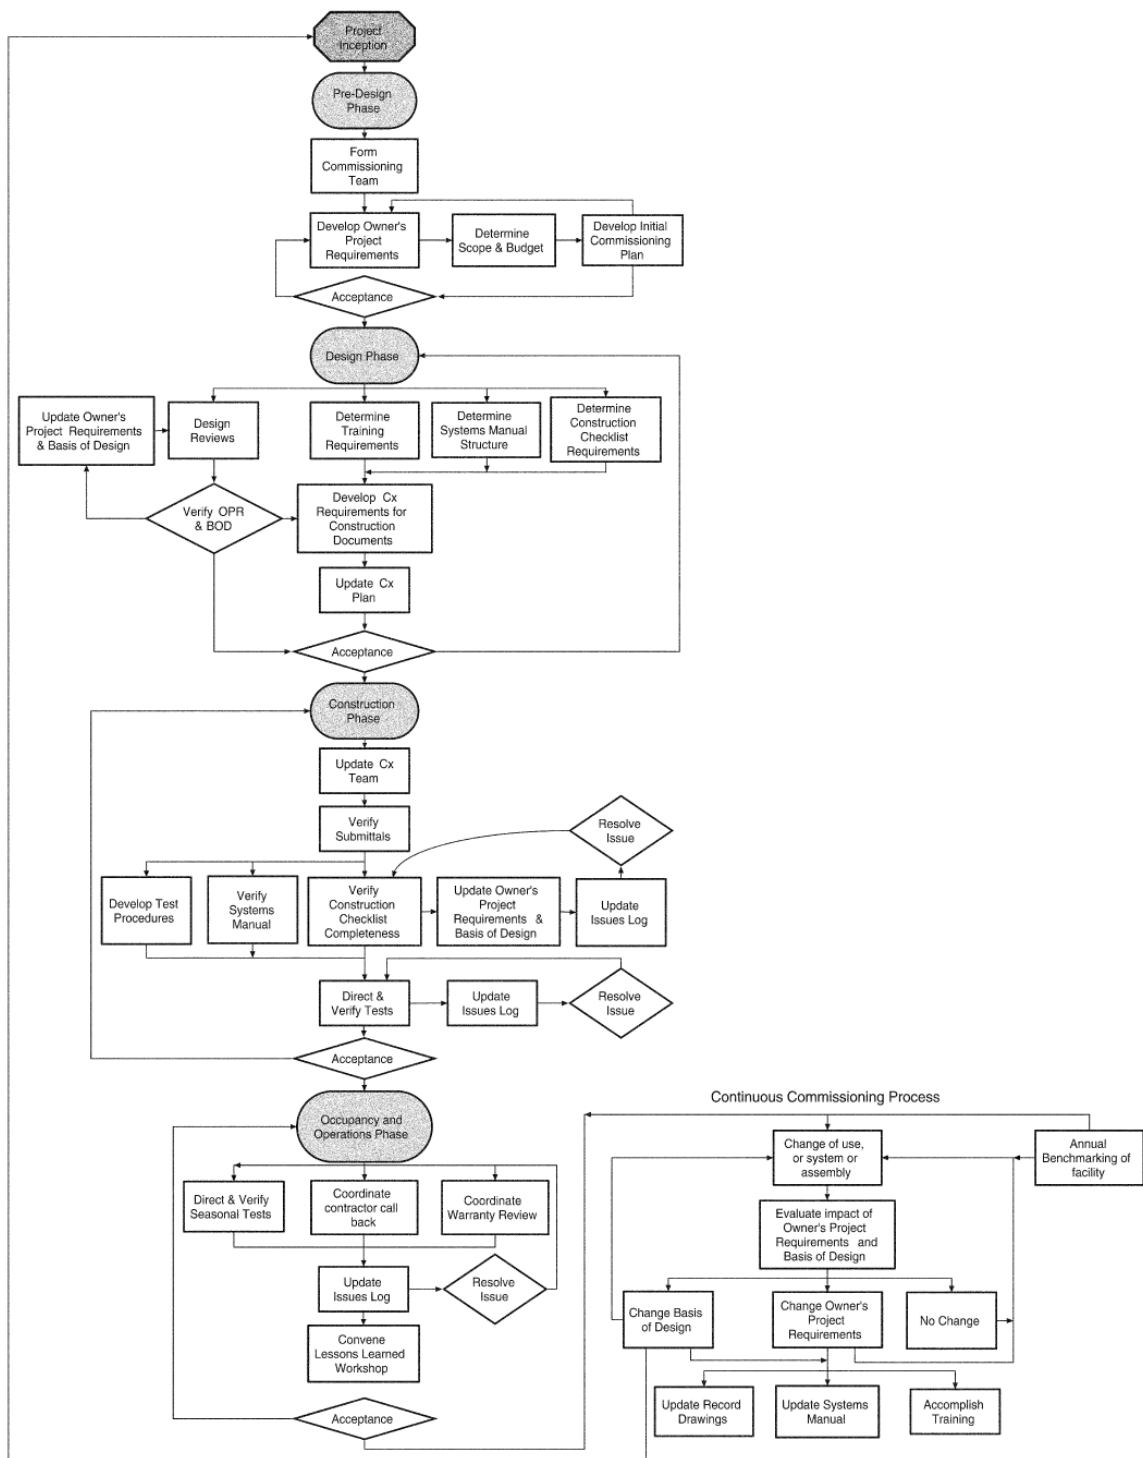 Project
Inception
Pre-Design
Phase
Form
Commissioning
Team
Develop Owner's
Project
Requirements
Determine
Scope & Budget
Develop Initial
Commissioning
Plan
Acceptance
Design Phase
Update Owner's
Project Requirements
& Basis of Design
Design
Reviews
Determine
Training
Requirements
Determine
Systems Manual
Structure
Determine
Construction
Checklist
Requirements
Verify OPR
& BOD
Develop Cx
Requirements for
Construction
Documents
Update Cx
Plan
Acceptance
Construction
Phase
Update Cx
Team
Verify
Submittals
Resolve
Issue
Develop Test
Procedures
Verify
Systems
Manual
Verify
Construction
Checklist
Completeness
Update Owner's
Project
Requirements &
Basis of Design
Update
Issues Log
Direct &
Verify Tests
Update
Issues Log
Resolve
Issue
Acceptance
Occupancy and
Operations Phase
Direct & Verify
Seasonal Tests
Coordinate
contractor call
back
Coordinate
Warranty Review
Update
Issues Log
Resolve
Issue
Convene
Lessons Learned
Workshop
Acceptance
Continuous Commissioning Process
Change of use,
or system or
assembly
Annual
Benchmarking of
facility
Evaluate impact of
Owner's Project
Requirements and
Basis of Design
Change Basis
of Design
Change Owner's
Project
Requirements
No Change
Update Record
Drawings
Update Systems
Manual
Accomplish
Training